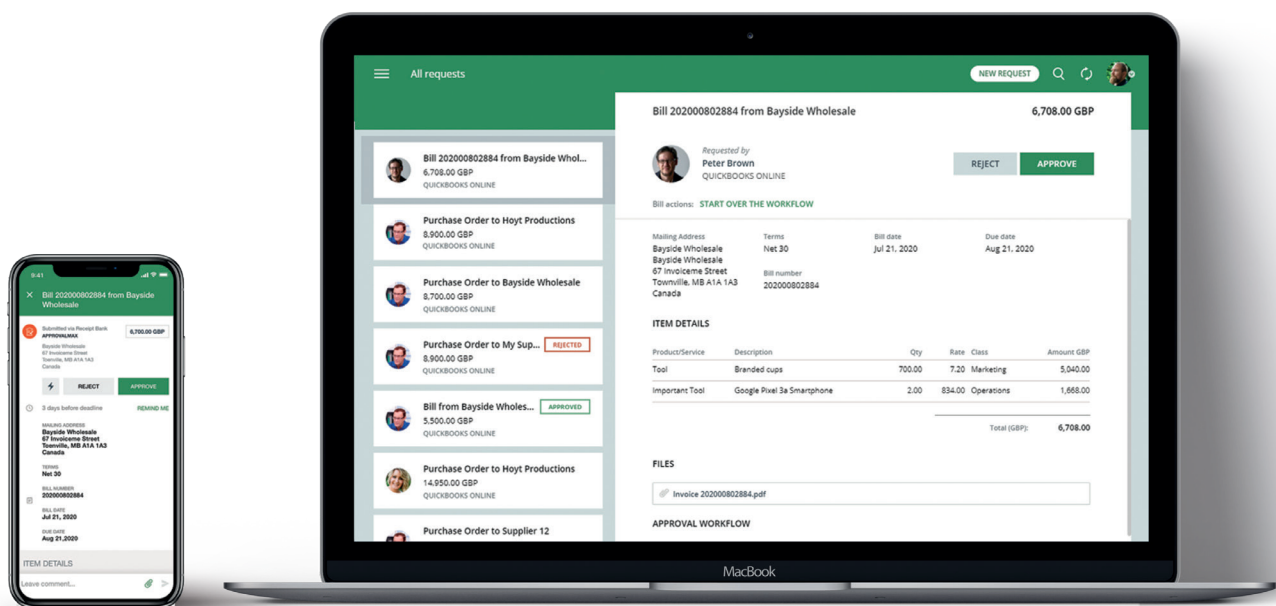 9:41
Bill 202000802884 from Bayside
Wholesale
Submitted via Receipt Bank
APPROVALMAX
6,700.00 GBP
Bayside Wholesale
67 Invoiceme Street
Townville, MB A1A 1A3
Canada
REJECT
APPROVE
3 days before deadline
REMIND ME
MAILING ADDRESS
Bayside Wholesale
67 Invoiceme Street
Toenville, MB A1A 1A3
Canada
TERMS
Net 30
BILL NUMBER
202000802884
BILL DATE
Jul 21, 2020
DUE DATE
Aug 21,2020
ITEM DETAILS
Leave comment...
All requests
NEW REQUEST
Bill 202000802884 from Bayside Whol...
6,708.00 GBP
QUICKBOOKS ONLINE
Purchase Order to Hoyt Productions
8,900.00 GBP
QUICKBOOKS ONLINE
Purchase Order to Bayside Wholesale
8,700.00 GBP
QUICKBOOKS ONLINE
Purchase Order to My Sup... REJECTED
8,900.00 GBP
QUICKBOOKS ONLINE
Bill from Bayside Wholes... APPROVED
5,500.00 GBP
QUICKBOOKS ONLINE
Purchase Order to Hoyt Productions
14,950.00 GBP
QUICKBOOKS ONLINE
Purchase Order to Supplier 12
Bill 202000802884 from Bayside Wholesale 6,708.00 GBP
Requested by
Peter Brown
QUICKBOOKS ONLINE
REJECT APPROVE
Bill actions: START OVER THE WORKFLOW
Mailing Address Terms Bill date Due date
Bayside Wholesale Net 30 Jul 21, 2020 Aug 21, 2020
Bayside Wholesale
67 Invoiceme Street Bill number
Townville, MB A1A 1A3 202000802884
Canada
ITEM DETAILS
Product/Service Description Qty Rate Class Amount GBP
Tool Branded cups 700.00 7.20 Marketing 5,040.00
Important Tool Google Pixel 3a Smartphone 2.00 834.00 Operations 1,668.00
Total (GBP): 6,708.00
FILES
Invoice 202000802884.pdf
APPROVAL WORKFLOW
MacBook